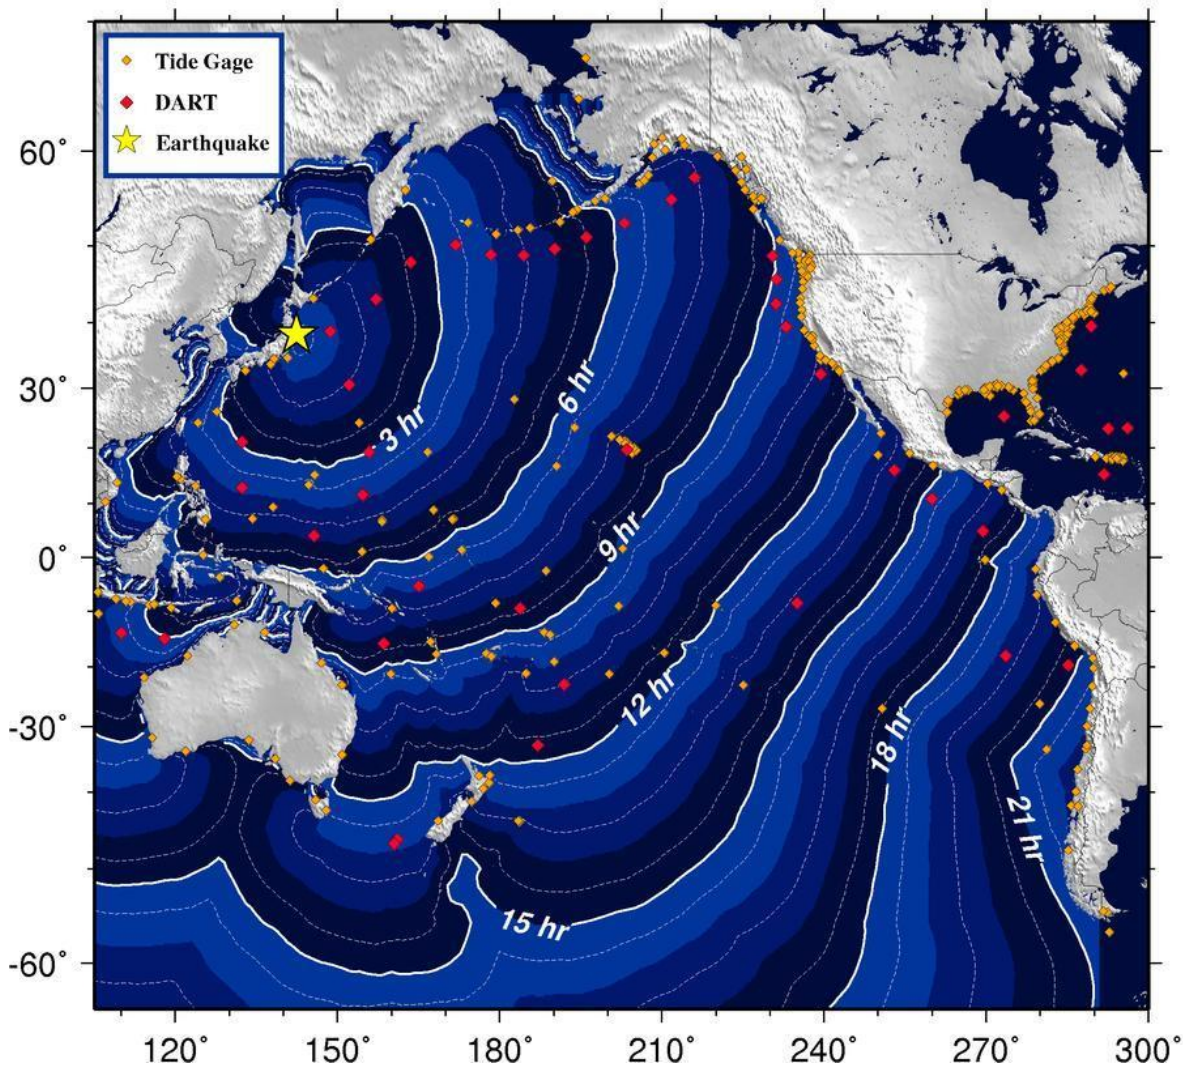 Tide Gage
DART
Earthquake
60°
30°
0°
-30°
-60°
3 hr
6 hr
9 hr
12 hr
15 hr
18 hr
21 hr
120° 150° 180° 210° 240° 270° 300°